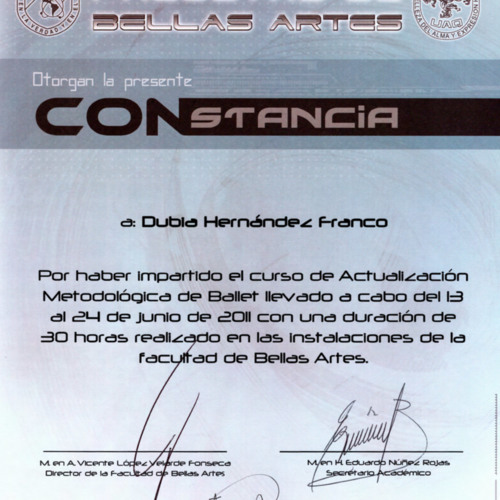 BELLAS ARTES
UAQ
Otorgan la presente
CONSTANCIA
a: Dubia Hernández Franco
Por haber impartido el curso de Actualización
Metodológica de Ballet llevado a cabo del 13
al 24 de junio de 2011 con una duración de
30 horas realizado en las instalaciones de la
facultad de Bellas Artes.
M. en A. Vicente López Velarde Fonseca
Director de la Facultad de Bellas Artes
M. en H. Eduardo Núñez Rojas
Secretario Académico